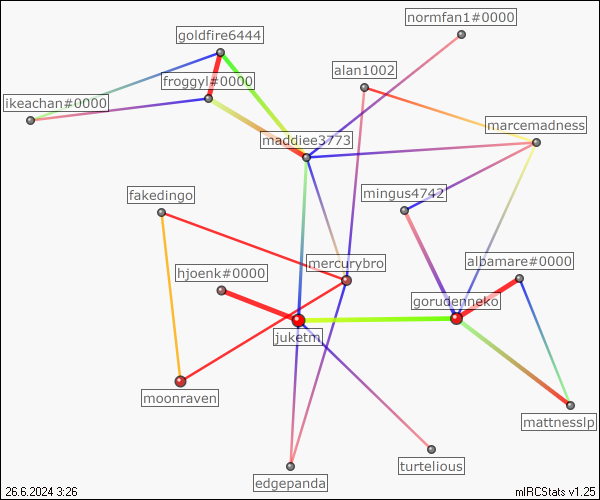 normfan1#0000
goldfire6444
alan1002
froggyl#0000
ikeachan#0000
marcemadness
maddiee3773
mingus4742
fakedingo
mercurybro
albamare#0000
hjoenk#0000
gorudenneko
juketm
moonraven
mattnesslp
turtelious
edgepanda
26.6.2024 3:26
mIRCStats v1.25